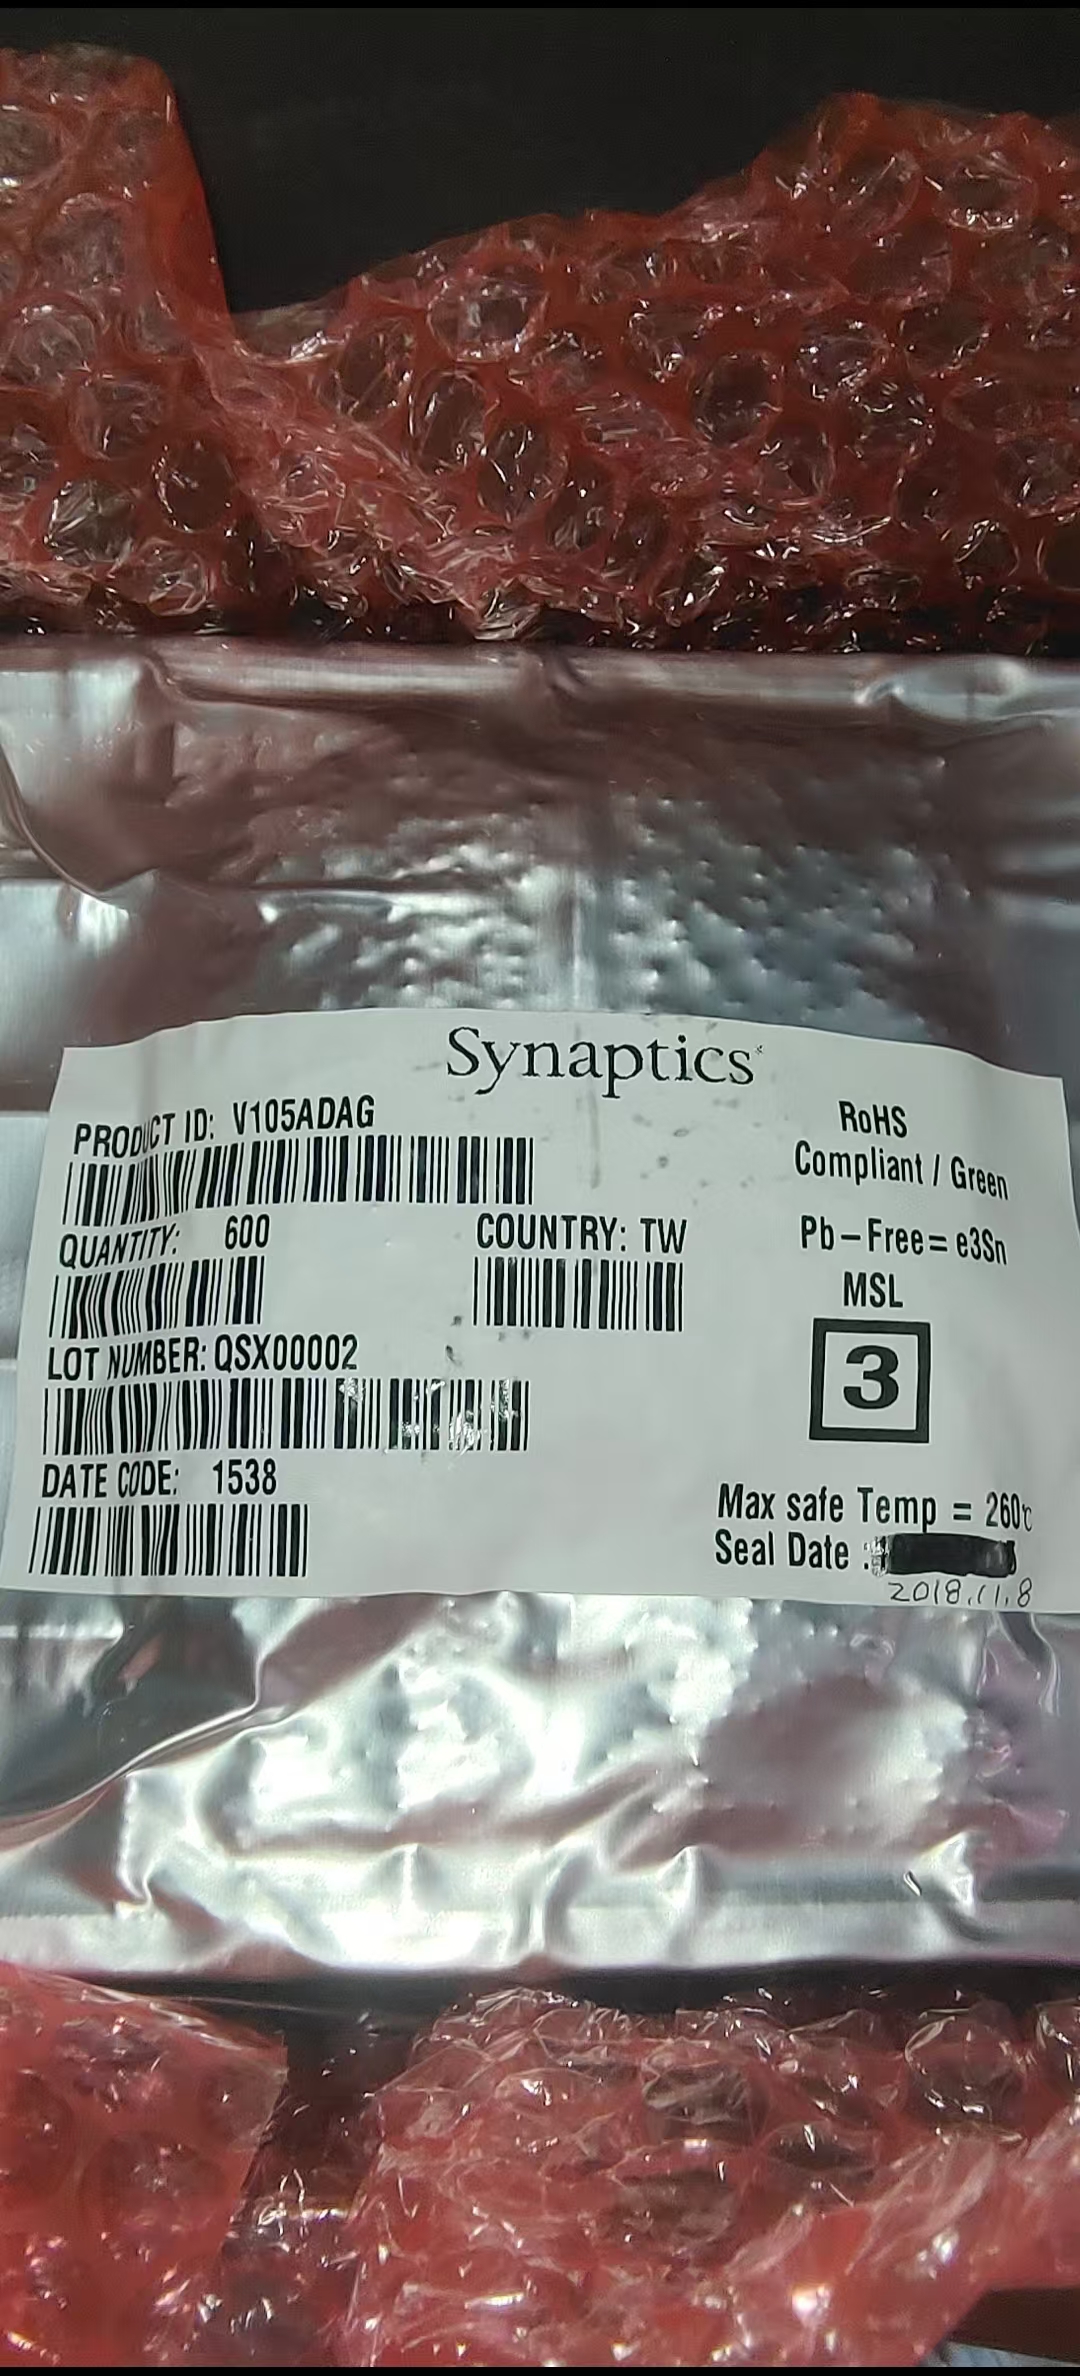 Synaptics
PRODUCT ID: V105ADAG
QUANTITY: 600
COUNTRY: TW
LOT NUMBER: QSX00002
DATE CODE: 1538
RoHS
Compliant / Green
Pb-Free= e3Sn
MSL
3
Max safe Temp = 260℃
Seal Date :
2018.11.8